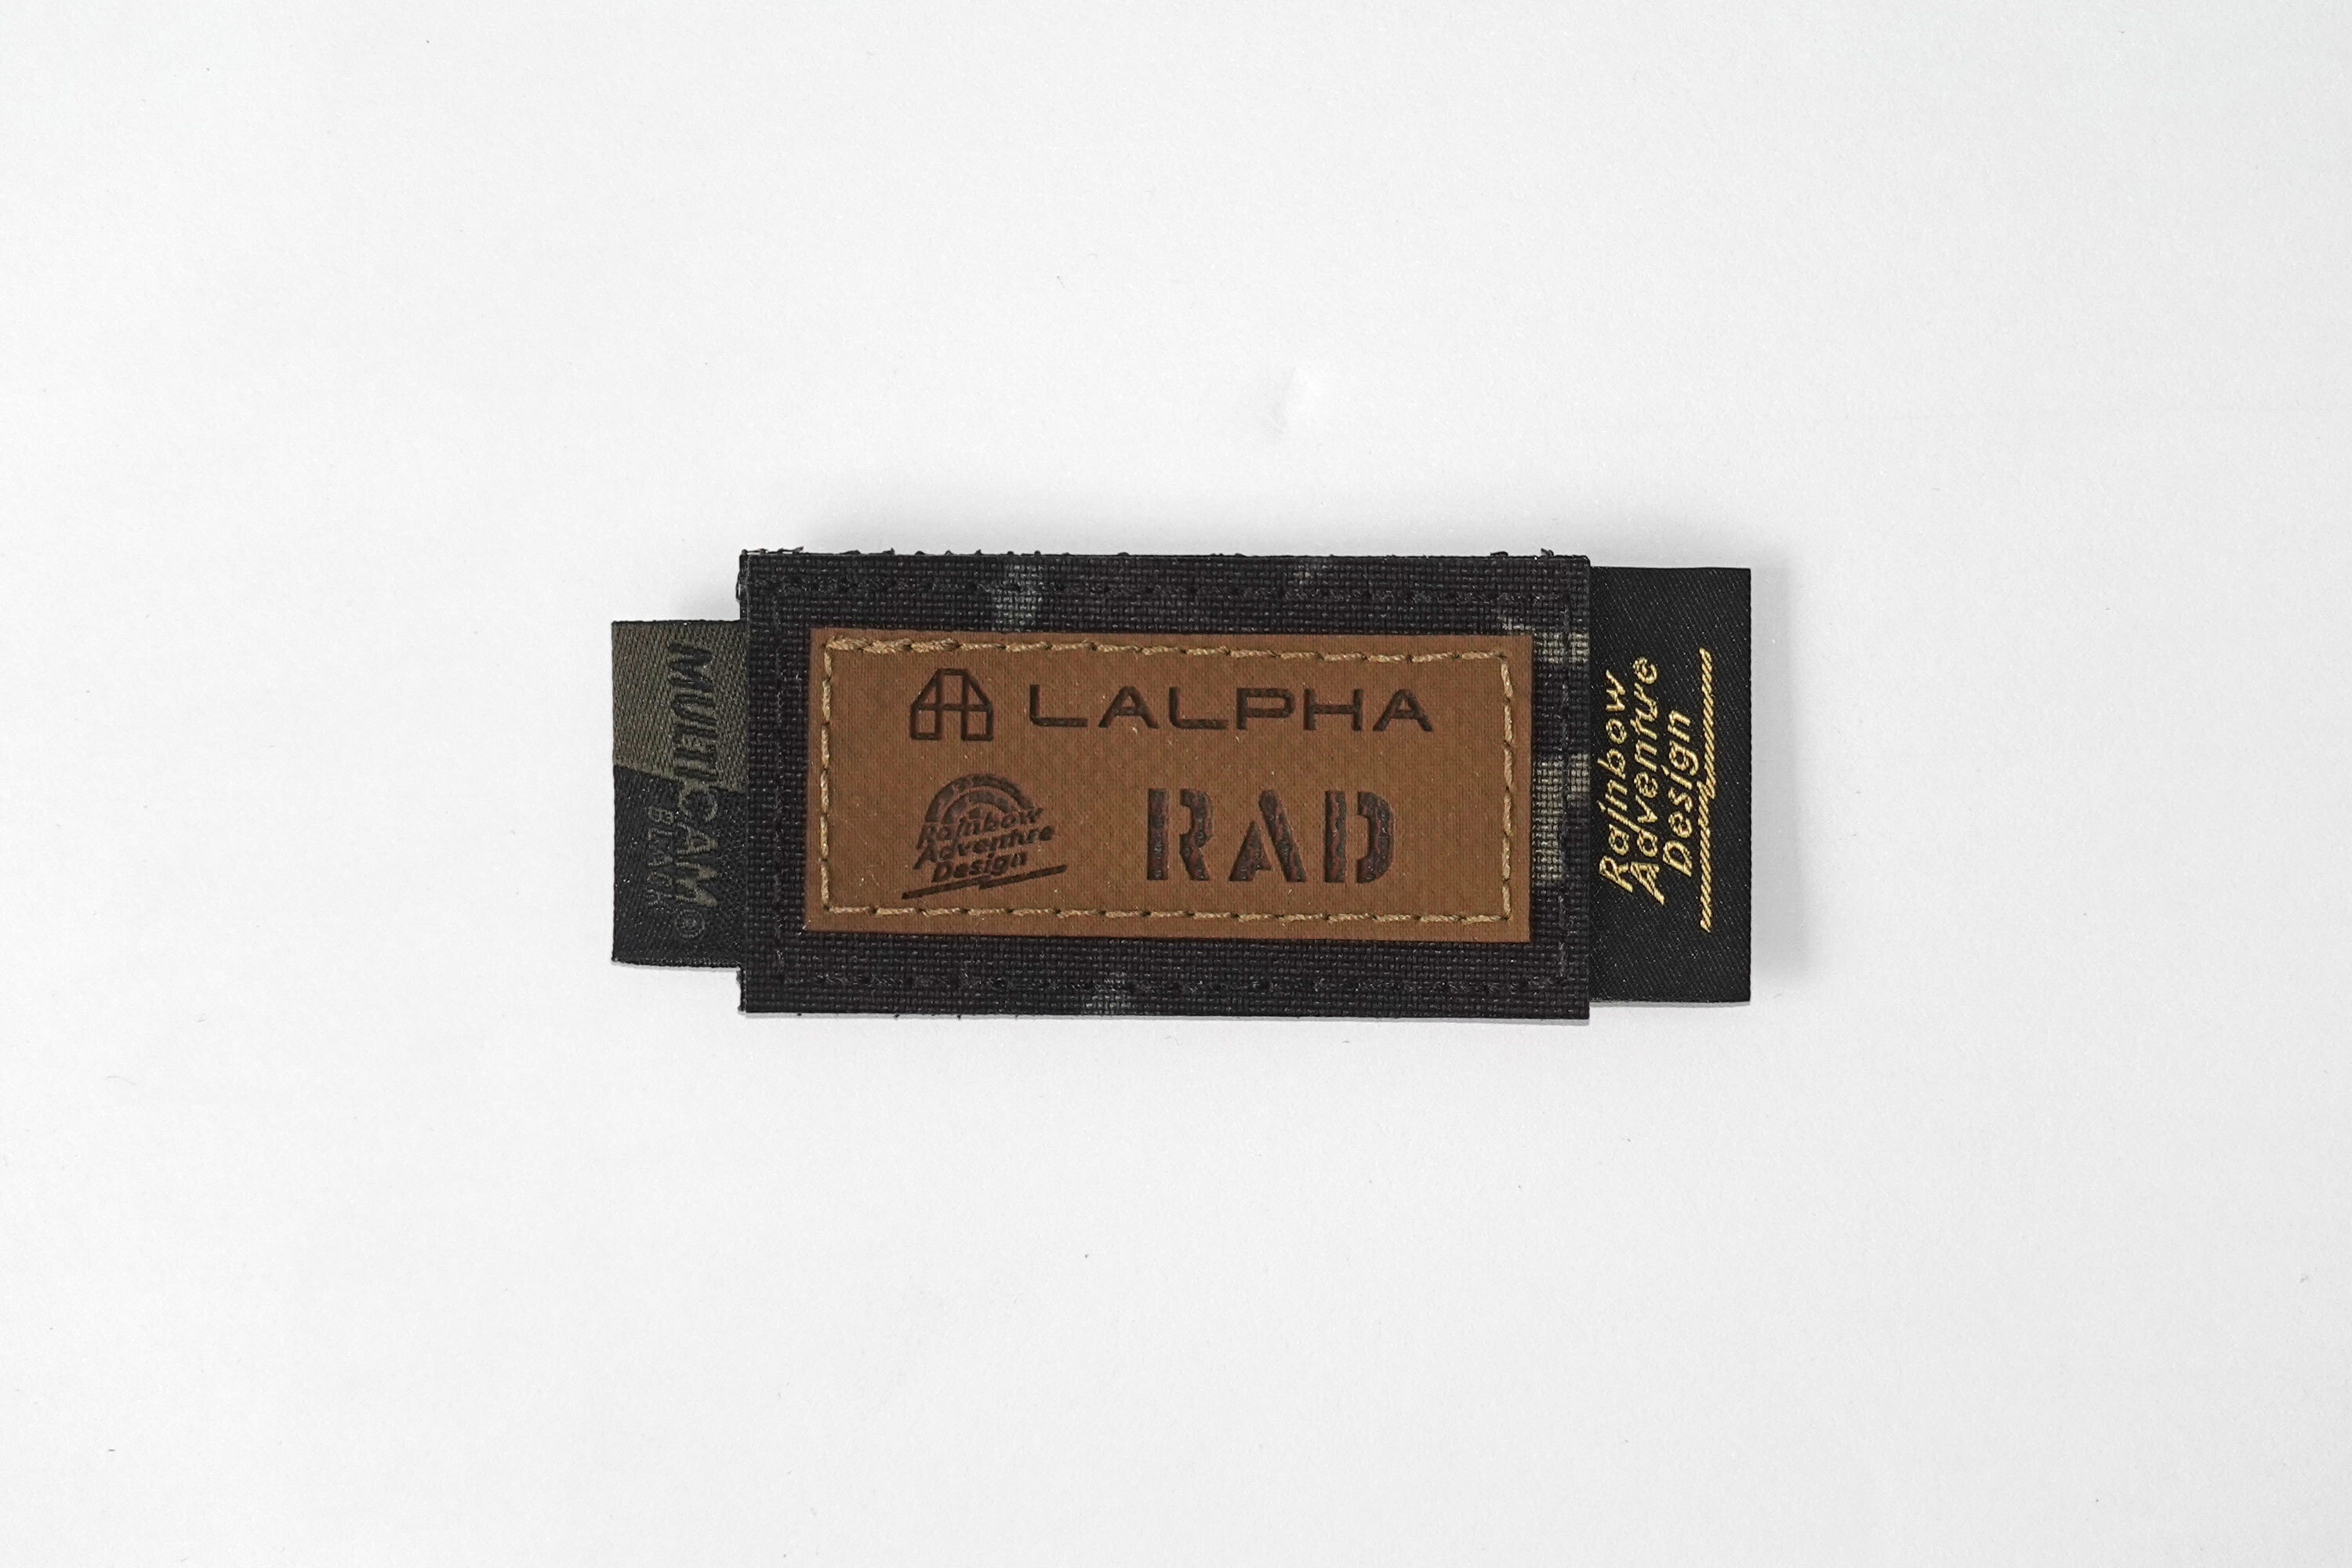 MULTICAM®
BLACK
LALPHA
Rainbow
Adventure
Design
RAD
Rainbow
Adventure
Design